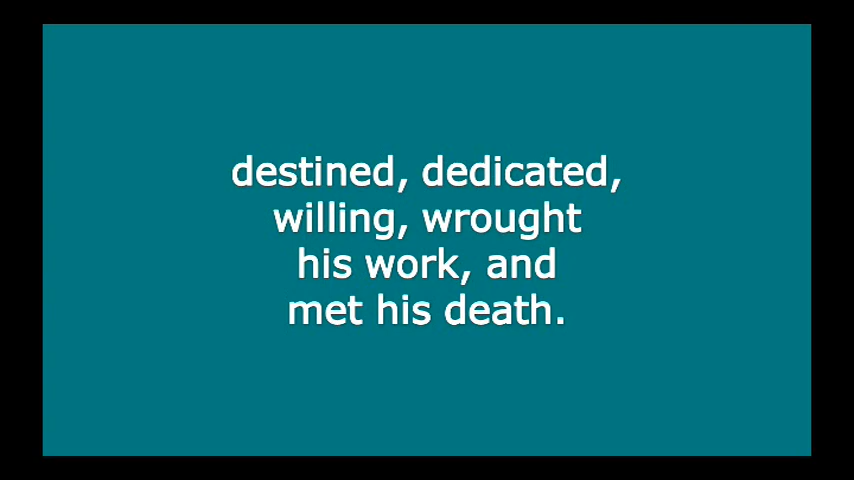 destined, dedicated,
willing, wrought
his work, and
met his death.